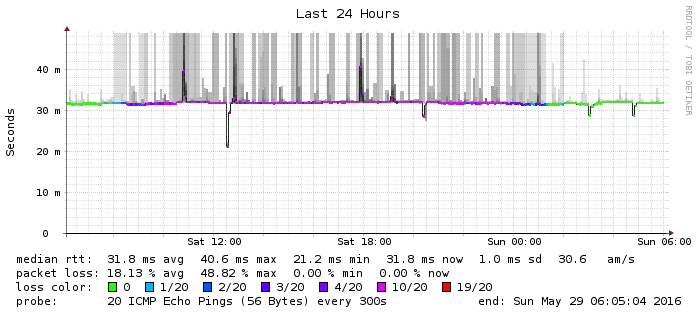 Last 24 Hours
RRDTOOL / TOBI OETIKER
Seconds
40 m
30 m
20 m
10 m
0
Sat 12:00 Sat 18:00 Sun 00:00 Sun 06:00
median rtt: 31.8 ms avg 40.6 ms max 21.2 ms min 31.8 ms now 1.0 ms sd 30.6 am/s
packet loss: 18.13 % avg 48.82 % max 0.00 % min 0.00 % now
loss color: 0 1/20 2/20 3/20 4/20 10/20 19/20
probe: 20 ICMP Echo Pings (56 Bytes) every 300s end: Sun May 29 06:05:04 2016